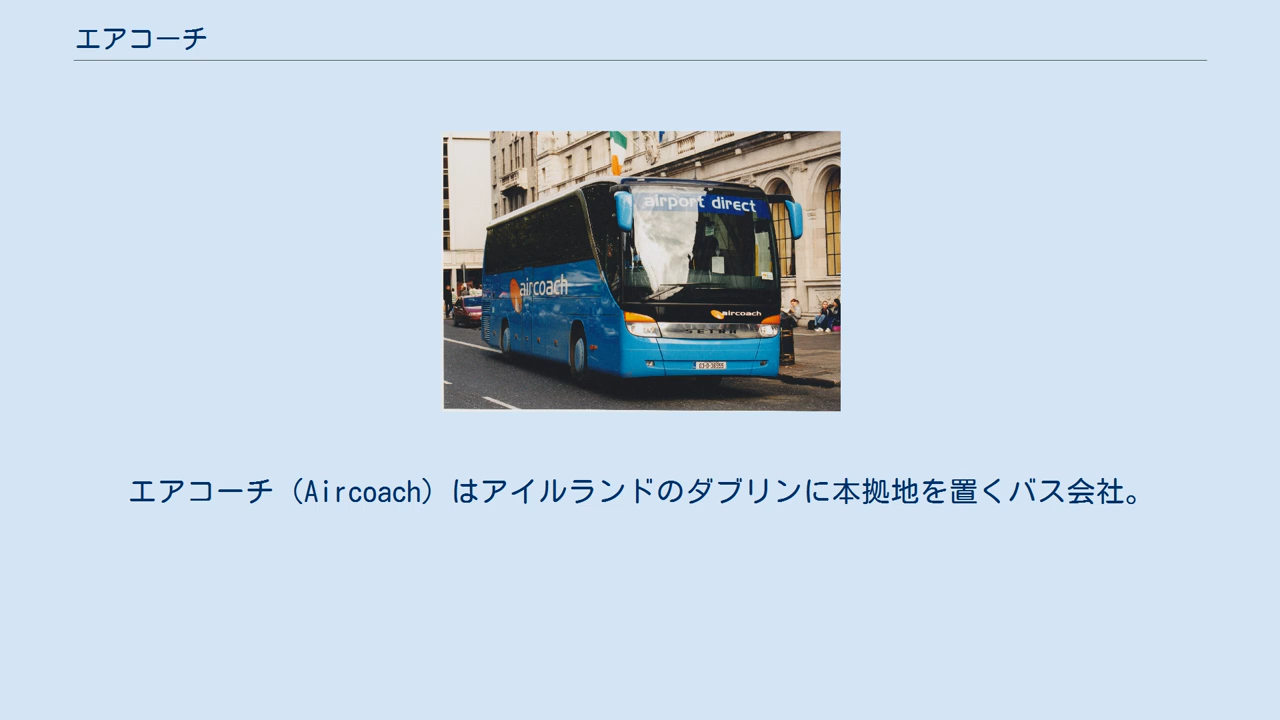 エアコーチ
airport direct
aircoach
aircoach
SETRA
エアコーチ（Aircoach）はアイルランドのダブリンに本拠地を置くバス会社。